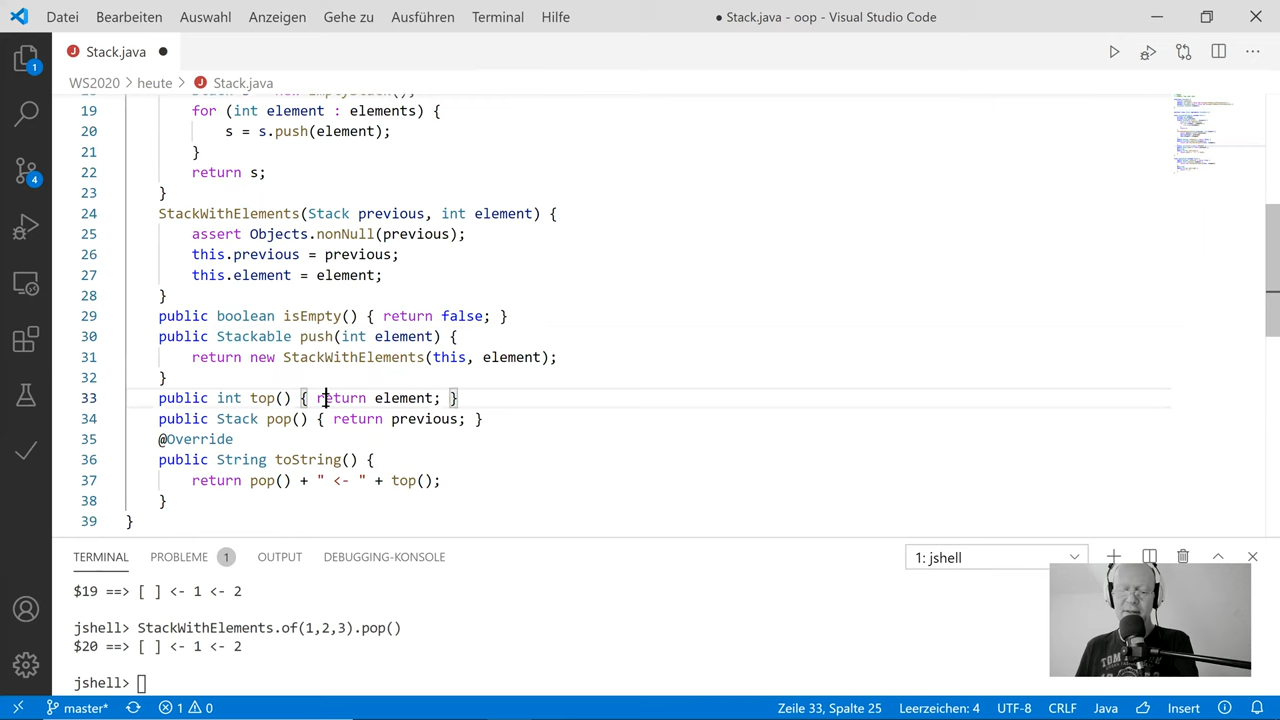 Datei Bearbeiten Auswahl Anzeigen Gehe zu Ausführen Terminal Hilfe ● Stack.java - oop - Visual Studio Code
Stack.java ●
WS2020 > heute > Stack.java
19 for (int element : elements) {
20 s = s.push(element);
21 }
22 return s;
23 }
24 StackWithElements(Stack previous, int element) {
25 assert Objects.nonNull(previous);
26 this.previous = previous;
27 this.element = element;
28 }
29 public boolean isEmpty() { return false; }
30 public Stackable push(int element) {
31 return new StackWithElements(this, element);
32 }
33 public int top() { return element; }
34 public Stack pop() { return previous; }
35 @Override
36 public String toString() {
37 return pop() + " <- " + top();
38 }
39 }
1
4
TERMINAL PROBLEME 1 OUTPUT DEBUGGING-KONSOLE 1: jshell
$19 ==> [ ] <- 1 <- 2
jshell> StackWithElements.of(1,2,3).pop()
$20 ==> [ ] <- 1 <- 2
jshell>
master* 1 0 Zeile 33, Spalte 25 Leerzeichen: 4 UTF-8 CRLF Java Insert